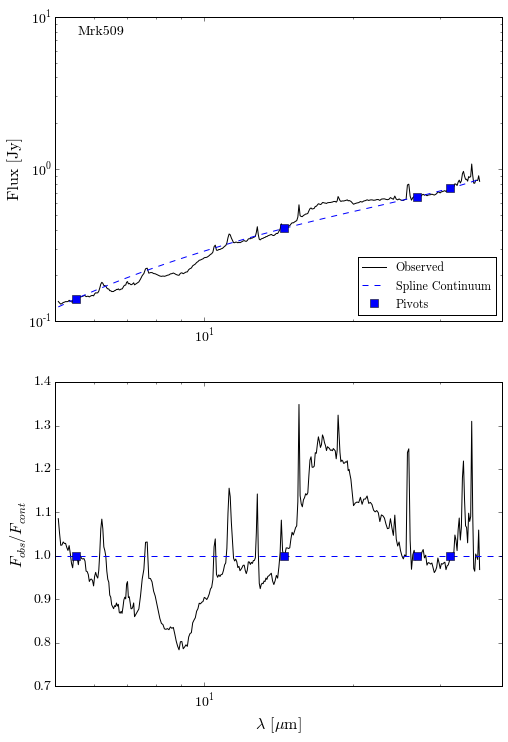 Mrk509
Flux [Jy]
10^1
10^0
10^-1
10^1
Observed
Spline Continuum
Pivots
F_obs/F_cont
1.4
1.3
1.2
1.1
1.0
0.9
0.8
0.7
10^1
λ [μm]